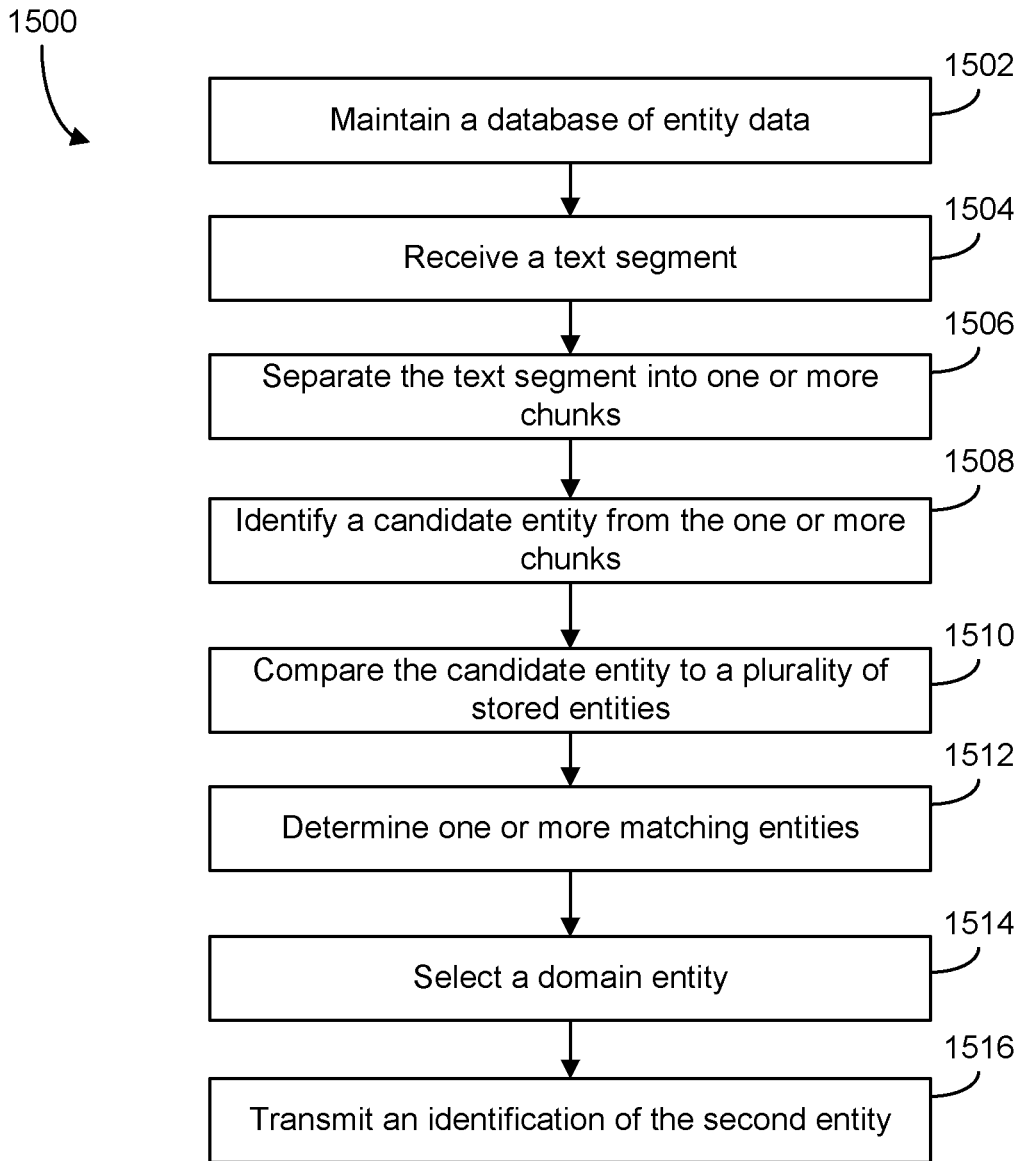 1500
1502
Maintain a database of entity data
1504
Receive a text segment
1506
Separate the text segment into one or more
chunks
1508
Identify a candidate entity from the one or more
chunks
1510
Compare the candidate entity to a plurality of
stored entities
1512
Determine one or more matching entities
1514
Select a domain entity
1516
Transmit an identification of the second entity